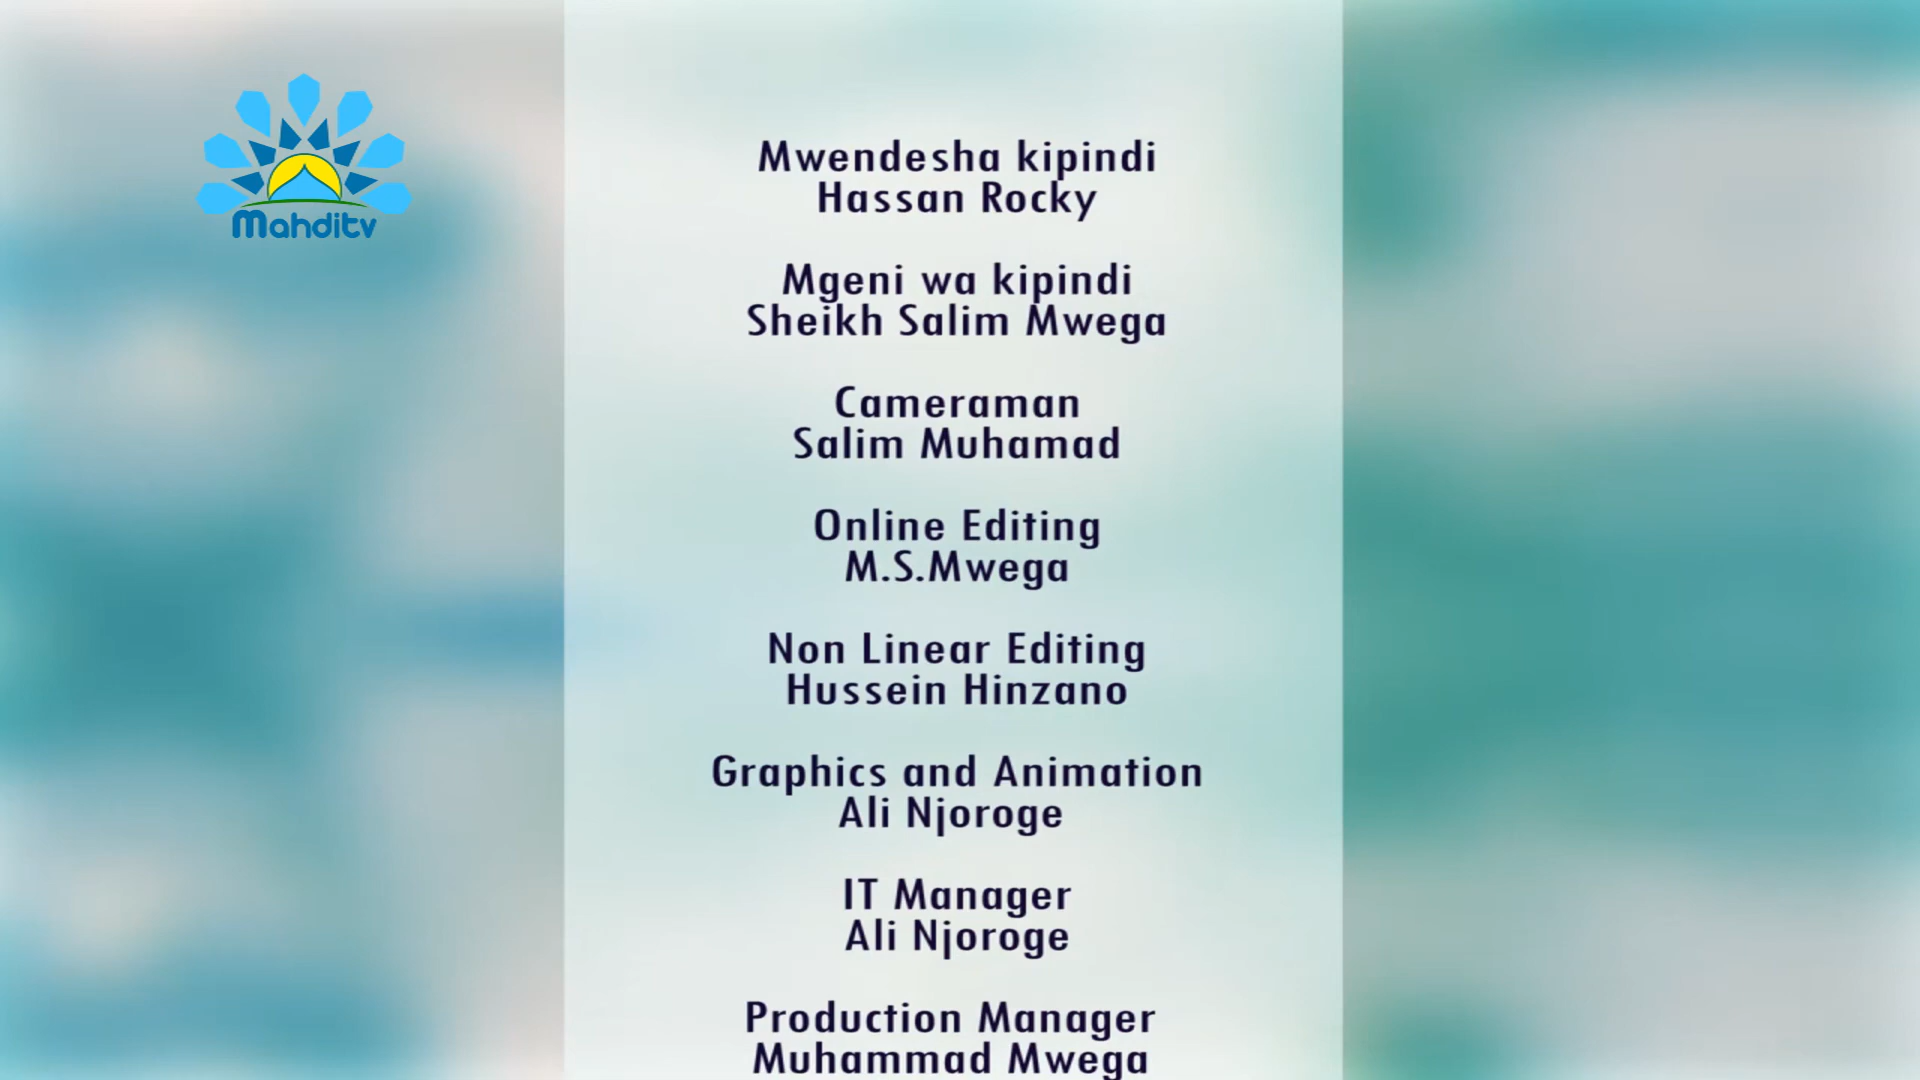 Mahditv
Mwendesha kipindi
Hassan Rocky
Mgeni wa kipindi
Sheikh Salim Mwega
Cameraman
Salim Muhamad
Online Editing
M.S.Mwega
Non Linear Editing
Hussein Hinzano
Graphics and Animation
Ali Njoroge
IT Manager
Ali Njoroge
Production Manager
Muhammad Mwega